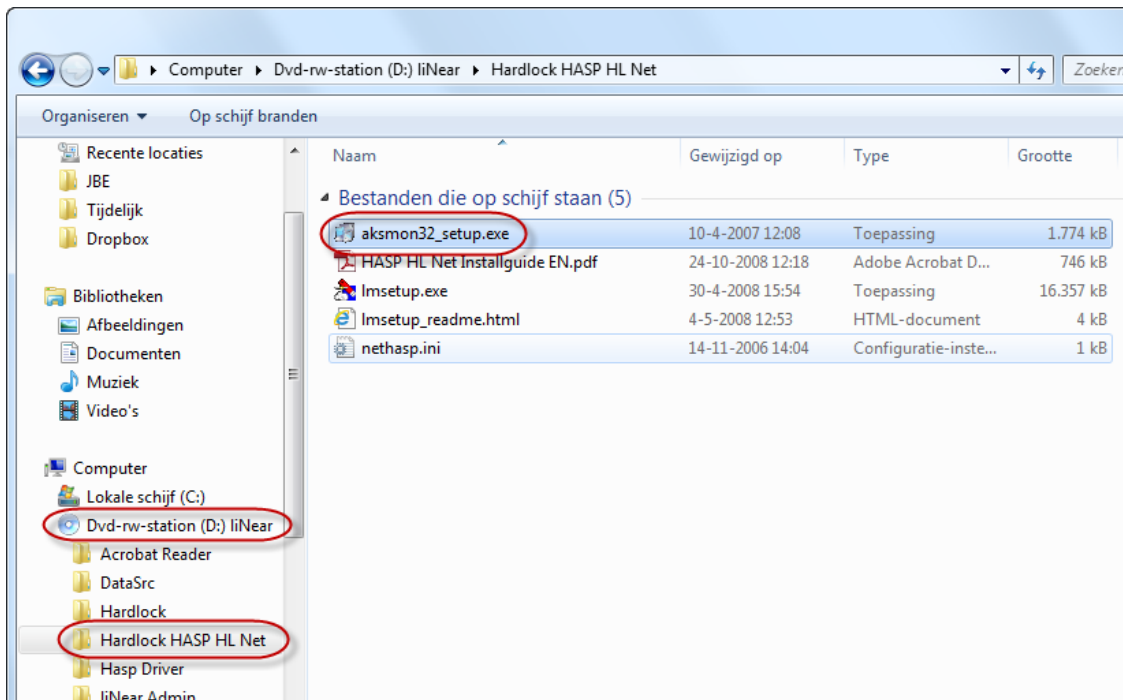 Computer Dvd-rw-station (D:) liNear Hardlock HASP HL Net Zoeken
Organiseren Op schijf branden
Recente locaties
JBE
Tijdelijk
Dropbox
Bibliotheken
Afbeeldingen
Documenten
Muziek
Video's
Computer
Lokale schijf (C:)
Dvd-rw-station (D:) liNear
Acrobat Reader
DataSrc
Hardlock
Hardlock HASP HL Net
Hasp Driver
liNear Admin
Naam Gewijzigd op Type Grootte
Bestanden die op schijf staan (5)
aksmon32_setup.exe 10-4-2007 12:08 Toepassing 1.774 kB
HASP HL Net Installguide EN.pdf 24-10-2008 12:18 Adobe Acrobat D... 746 kB
lmsetup.exe 30-4-2008 15:54 Toepassing 16.357 kB
lmsetup_readme.html 4-5-2008 12:53 HTML-document 4 kB
nethasp.ini 14-11-2006 14:04 Configuratie-inste... 1 kB